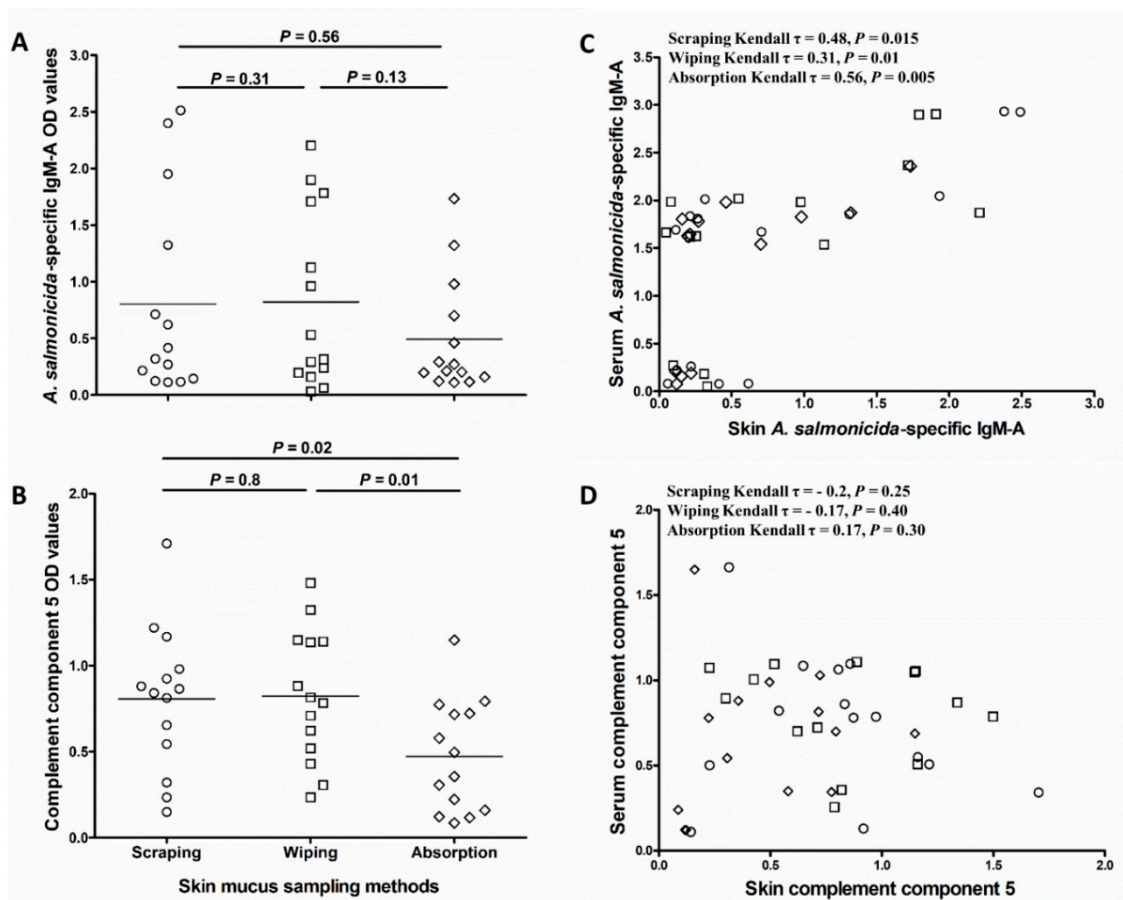 A
P = 0.56
P = 0.31
P = 0.13
A. salmonicida-specific IgM-A OD values
3.0
2.5
2.0
1.5
1.0
0.5
0.0
B
P = 0.02
P = 0.8
P = 0.01
Complement component 5 OD values
2.0
1.5
1.0
0.5
0.0
Scraping
Wiping
Absorption
Skin mucus sampling methods
C
Scraping Kendall τ = 0.48, P = 0.015
Wiping Kendall τ = 0.31, P = 0.01
Absorption Kendall τ = 0.56, P = 0.005
Serum A. salmonicida-specific IgM-A
3.5
3.0
2.5
2.0
1.5
1.0
0.5
0.0
0.0
0.5
1.0
1.5
2.0
2.5
3.0
Skin A. salmonicida-specific IgM-A
D
Scraping Kendall τ = - 0.2, P = 0.25
Wiping Kendall τ = - 0.17, P = 0.40
Absorption Kendall τ = 0.17, P = 0.30
Serum complement component 5
2.0
1.5
1.0
0.5
0.0
0.0
0.5
1.0
1.5
2.0
Skin complement component 5